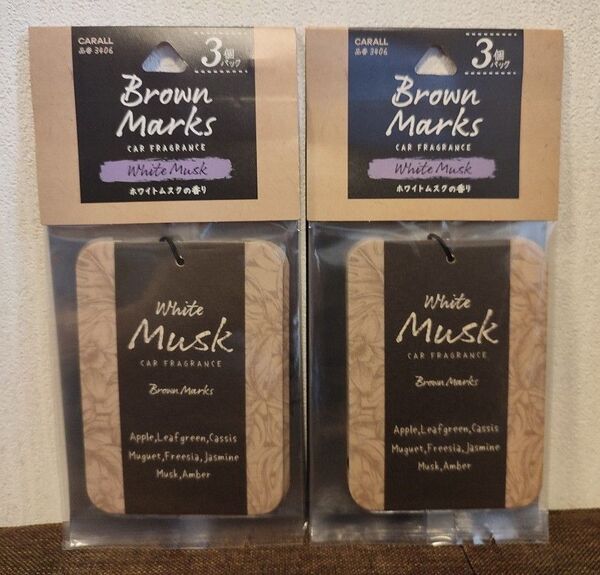 CARALL
品番 3406
3個
パック
Brown
Marks
CAR FRAGRANCE
White Musk
ホワイトムスクの香り
White
Musk
CAR FRAGRANCE
Brown Marks
Apple,Leafgreen,Cassis
Muguet,Freesia,Jasmine
Musk,Amber
CARALL
品番 3406
3個
パック
Brown
Marks
CAR FRAGRANCE
White Musk
ホワイトムスクの香り
White
Musk
CAR FRAGRANCE
Brown Marks
Apple,Leafgreen,Cassis
Muguet,Freesia,Jasmine
Musk,Amber